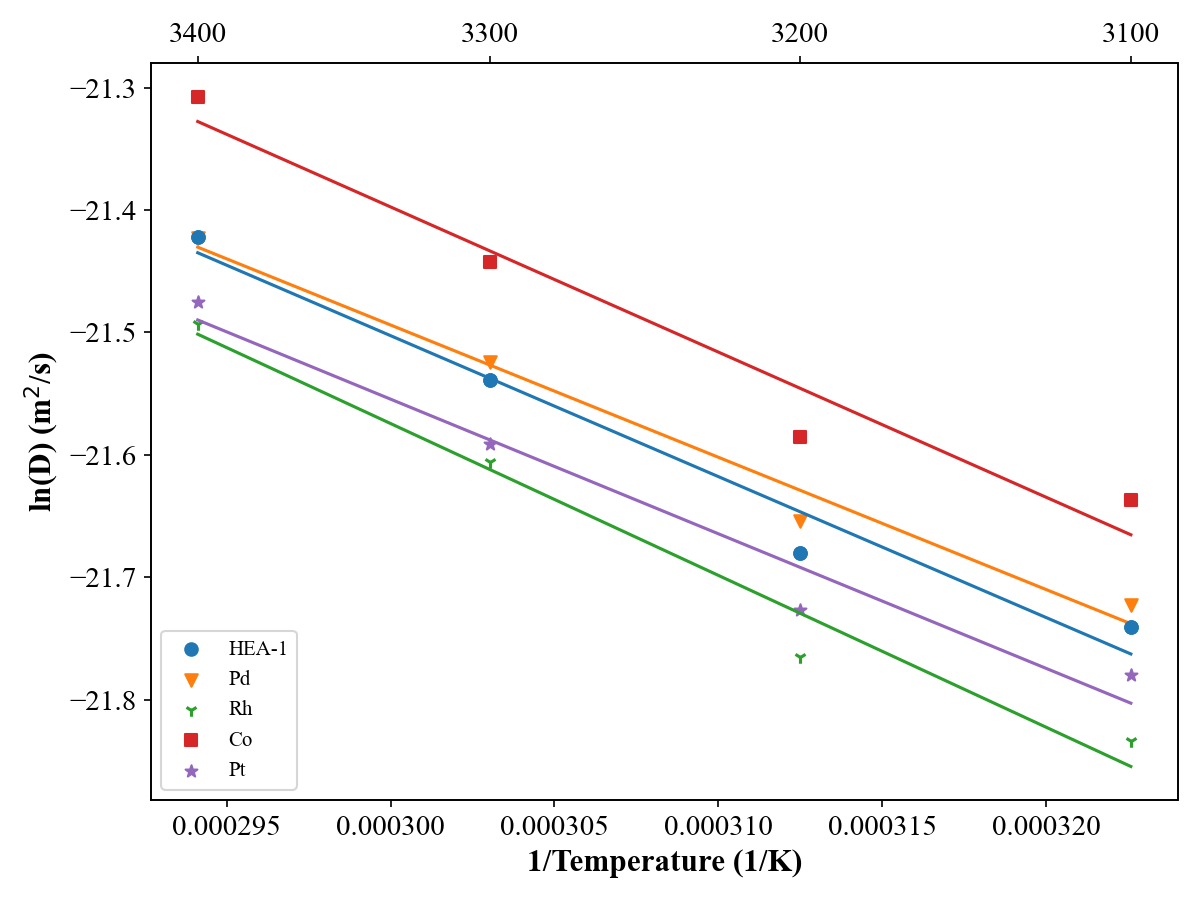 3400 3300 3200 3100
−21.3
−21.4
−21.5
−21.6
−21.7
−21.8
ln(D) (m²/s)
HEA-1
Pd
Rh
Co
Pt
0.000295 0.000300 0.000305 0.000310 0.000315 0.000320
1/Temperature (1/K)